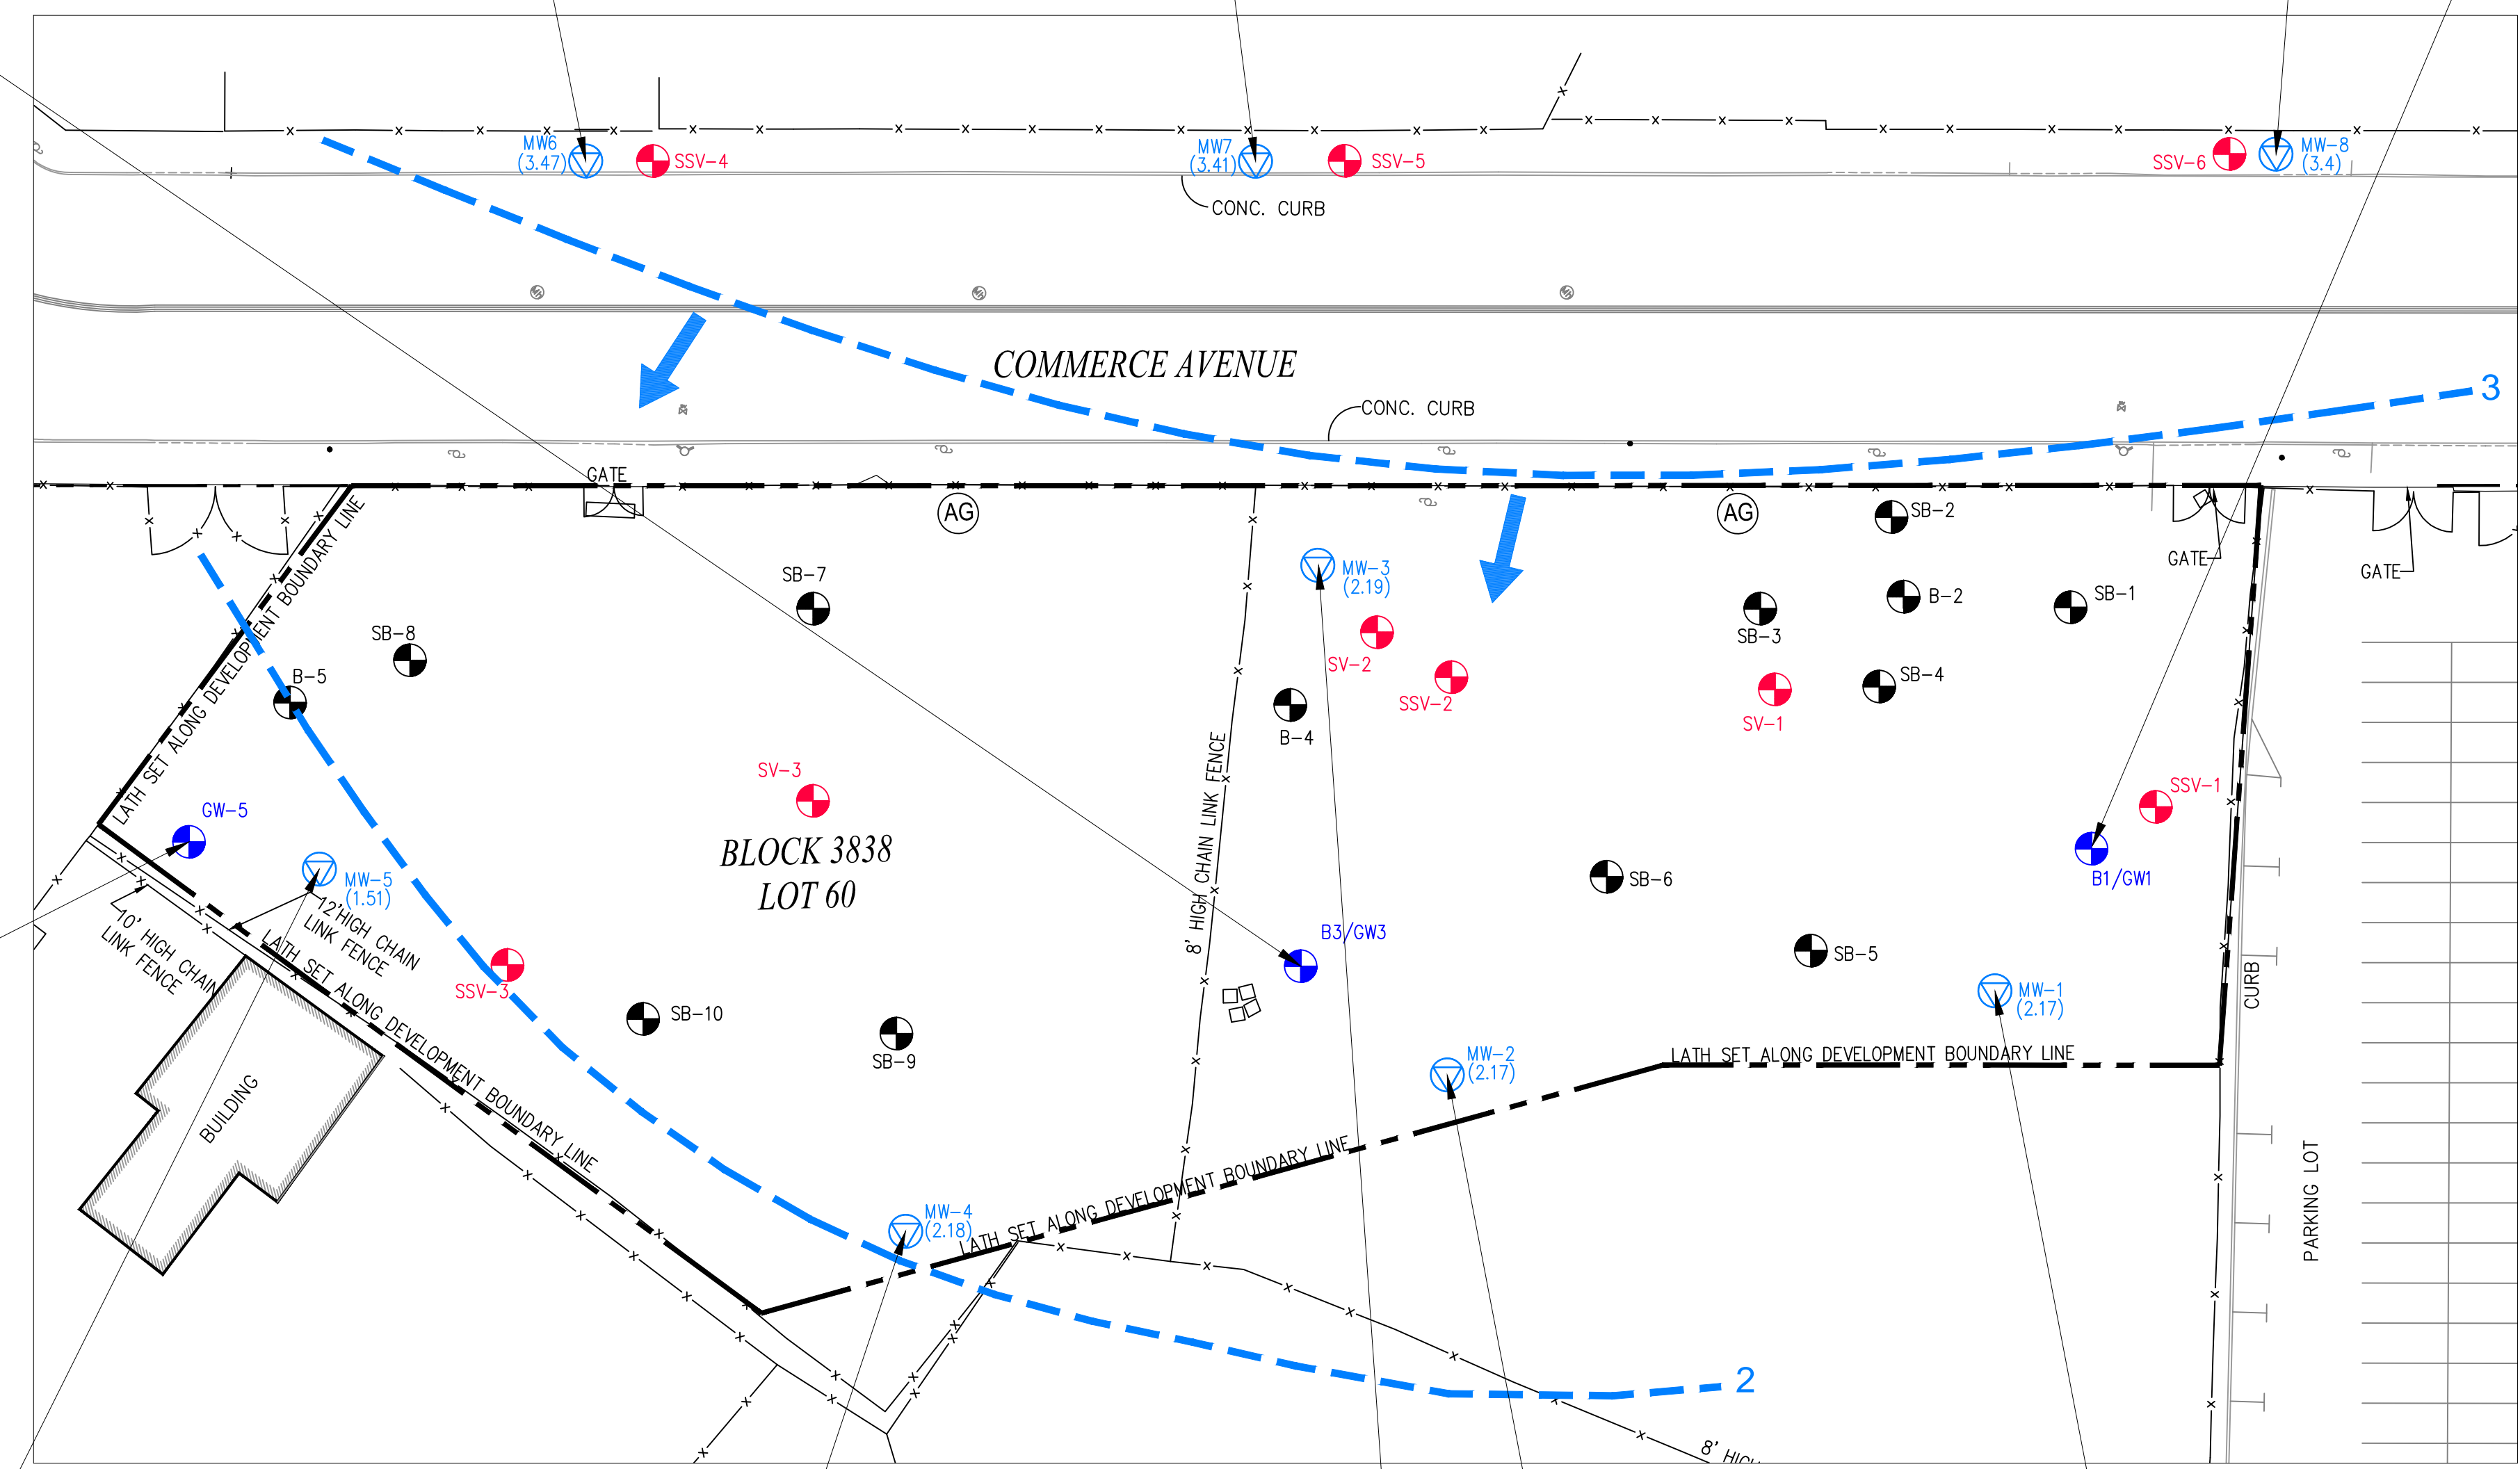 MW6
(3.47)
SSV-4
MW7
(3.41)
SSV-5
SSV-6
MW-8
(3.4)
CONC. CURB
COMMERCE AVENUE
3
CONC. CURB
GATE
AG
AG
SB-2
GATE
GATE
SB-7
MW-3
(2.19)
B-2
SB-1
SB-3
SB-8
SV-2
B-5
SSV-2
SV-1
SB-4
B-4
LATH SET ALONG DEVELOPMENT BOUNDARY LINE
SV-3
SSV-1
GW-5
BLOCK 3838
LOT 60
8' HIGH CHAIN LINK FENCE
SB-6
B1/GW1
MW-5
(1.51)
12'HIGH CHAIN
LINK FENCE
10' HIGH CHAIN
LINK FENCE
B3/GW3
SB-5
SSV-3
SB-10
SB-9
MW-1
(2.17)
CURB
MW-2
(2.17)
LATH SET ALONG DEVELOPMENT BOUNDARY LINE
LATH SET ALONG DEVELOPMENT BOUNDARY LINE
BUILDING
LATH SET ALONG DEVELOPMENT BOUNDARY LINE
MW-4
(2.18)
PARKING LOT
2
8' HIGH